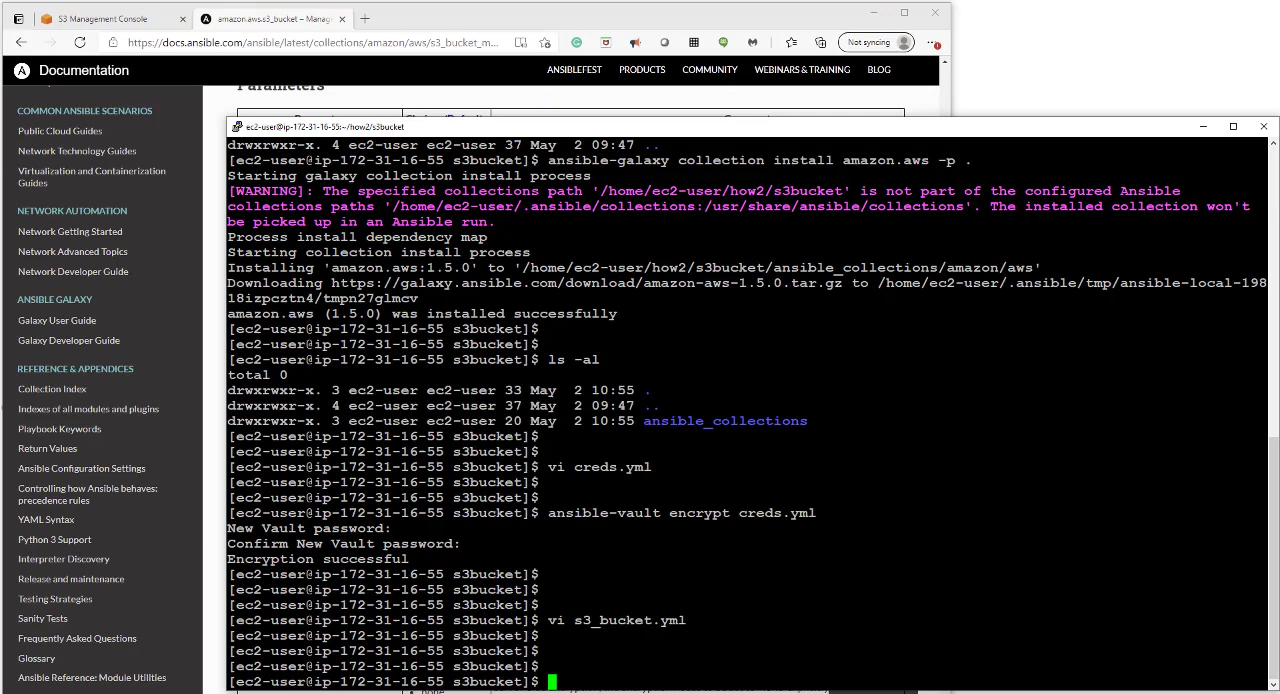 S3 Management Console
amazon.aws.s3_bucket – Manag
https://docs.ansible.com/ansible/latest/collections/amazon/aws/s3_bucket_m...
Not syncing
Documentation
ANSIBLEFEST PRODUCTS COMMUNITY WEBINARS & TRAINING BLOG
COMMON ANSIBLE SCENARIOS
Public Cloud Guides
Network Technology Guides
Virtualization and Containerization
Guides
NETWORK AUTOMATION
Network Getting Started
Network Advanced Topics
Network Developer Guide
ANSIBLE GALAXY
Galaxy User Guide
Galaxy Developer Guide
REFERENCE & APPENDICES
Collection Index
Indexes of all modules and plugins
Playbook Keywords
Return Values
Ansible Configuration Settings
Controlling how Ansible behaves:
precedence rules
YAML Syntax
Python 3 Support
Interpreter Discovery
Release and maintenance
Testing Strategies
Sanity Tests
Frequently Asked Questions
Glossary
Ansible Reference: Module Utilities
Parameters
ec2-user@ip-172-31-16-55:~/how2/s3bucket
drwxrwxr-x. 4 ec2-user ec2-user 37 May  2 09:47 ..
[ec2-user@ip-172-31-16-55 s3bucket]$ ansible-galaxy collection install amazon.aws -p .
Starting galaxy collection install process
[WARNING]: The specified collections path '/home/ec2-user/how2/s3bucket' is not part of the configured Ansible
collections paths '/home/ec2-user/.ansible/collections:/usr/share/ansible/collections'. The installed collection won't
be picked up in an Ansible run.
Process install dependency map
Starting collection install process
Installing 'amazon.aws:1.5.0' to '/home/ec2-user/how2/s3bucket/ansible_collections/amazon/aws'
Downloading https://galaxy.ansible.com/download/amazon-aws-1.5.0.tar.gz to /home/ec2-user/.ansible/tmp/ansible-local-198
18izpcztn4/tmpn27glmcv
amazon.aws (1.5.0) was installed successfully
[ec2-user@ip-172-31-16-55 s3bucket]$
[ec2-user@ip-172-31-16-55 s3bucket]$
[ec2-user@ip-172-31-16-55 s3bucket]$ ls -al
total 0
drwxrwxr-x. 3 ec2-user ec2-user 33 May  2 10:55 .
drwxrwxr-x. 4 ec2-user ec2-user 37 May  2 09:47 ..
drwxrwxr-x. 3 ec2-user ec2-user 20 May  2 10:55 ansible_collections
[ec2-user@ip-172-31-16-55 s3bucket]$
[ec2-user@ip-172-31-16-55 s3bucket]$
[ec2-user@ip-172-31-16-55 s3bucket]$ vi creds.yml
[ec2-user@ip-172-31-16-55 s3bucket]$
[ec2-user@ip-172-31-16-55 s3bucket]$
[ec2-user@ip-172-31-16-55 s3bucket]$ ansible-vault encrypt creds.yml
New Vault password:
Confirm New Vault password:
Encryption successful
[ec2-user@ip-172-31-16-55 s3bucket]$
[ec2-user@ip-172-31-16-55 s3bucket]$
[ec2-user@ip-172-31-16-55 s3bucket]$
[ec2-user@ip-172-31-16-55 s3bucket]$ vi s3_bucket.yml
[ec2-user@ip-172-31-16-55 s3bucket]$
[ec2-user@ip-172-31-16-55 s3bucket]$
[ec2-user@ip-172-31-16-55 s3bucket]$
[ec2-user@ip-172-31-16-55 s3bucket]$